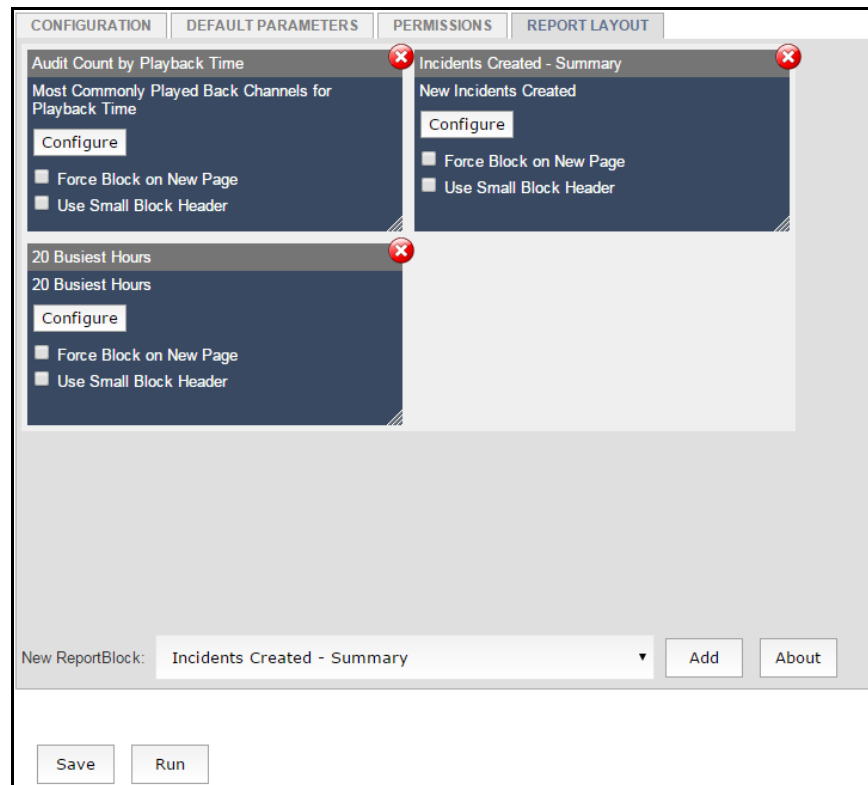 CONFIGURATION
DEFAULT PARAMETERS
PERMISSIONS
REPORT LAYOUT
Audit Count by Playback Time
Most Commonly Played Back Channels for
Playback Time
Configure
Force Block on New Page
Use Small Block Header
Incidents Created - Summary
New Incidents Created
Configure
Force Block on New Page
Use Small Block Header
20 Busiest Hours
20 Busiest Hours
Configure
Force Block on New Page
Use Small Block Header
New ReportBlock:
Incidents Created - Summary
Add
About
Save
Run